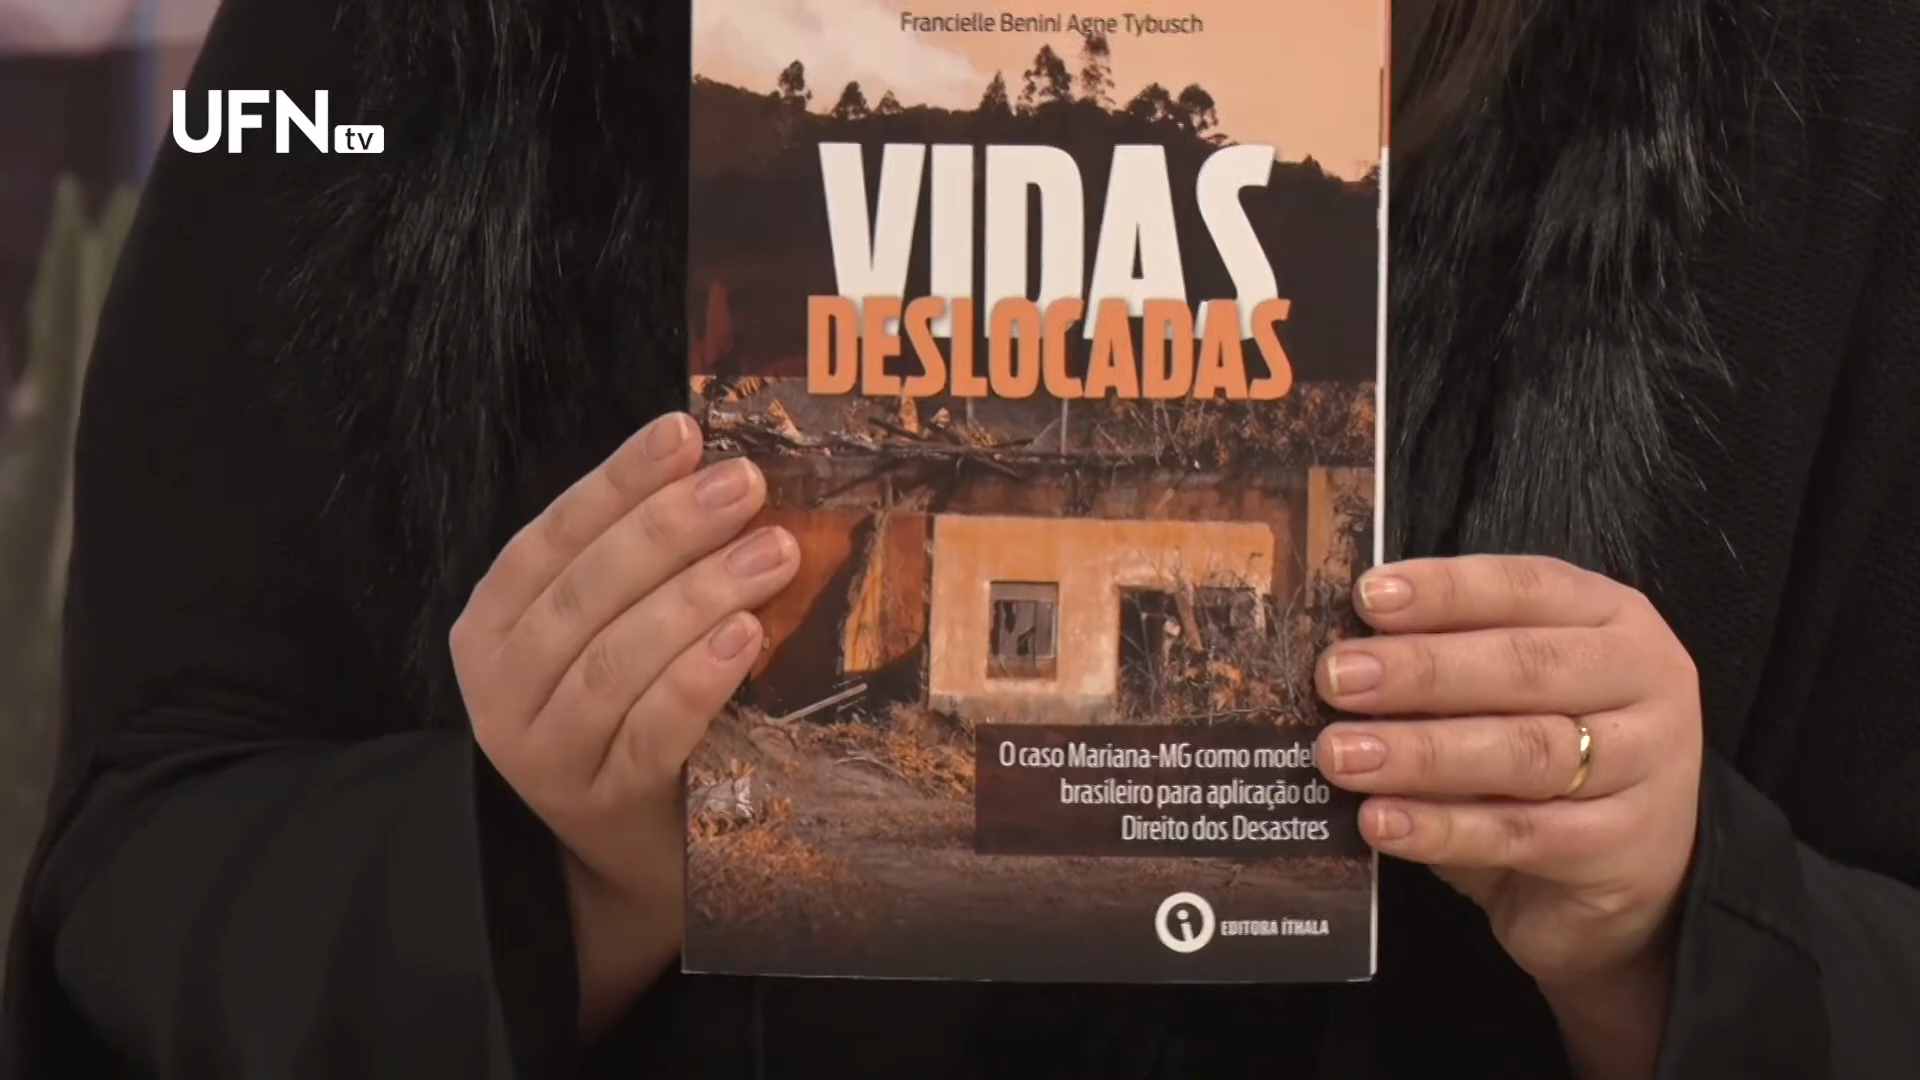 UFN tv
Francielle Benini Agne Tybusch
VIDAS
DESLOCADAS
O caso Mariana-MG como model
brasileiro para aplicação do
Direito dos Desastres
EDITORA ÍTHALA